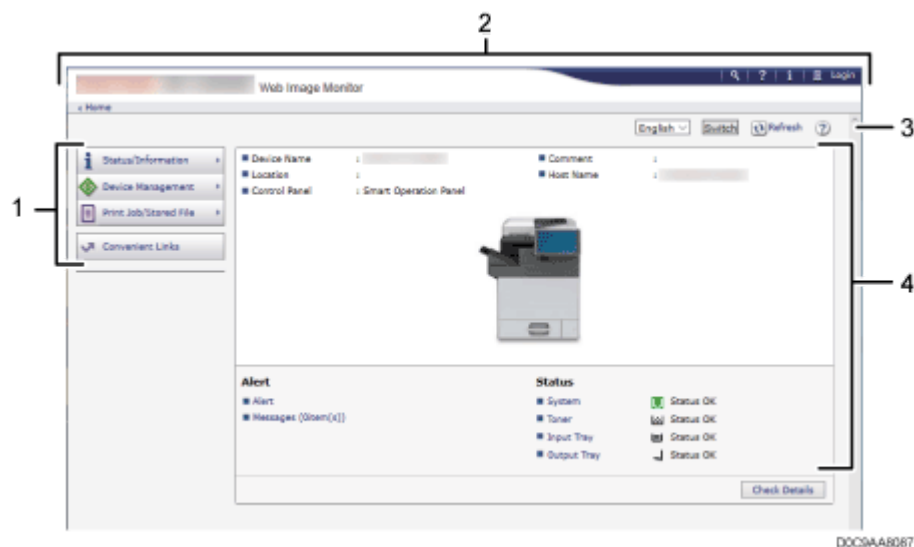 2
Login
Web Image Monitor
Home
English Switch Refresh
3
1
Status/Information
Device Management
Print Job/Stored File
Convenient Links
Device Name : Comment :
Location : Host Name :
Control Panel : Smart Operation Panel
4
Alert Status
Alert System Status OK
Messages (0item(s)) Toner Status OK
Input Tray Status OK
Output Tray Status OK
Check Details
D0C9AA8087